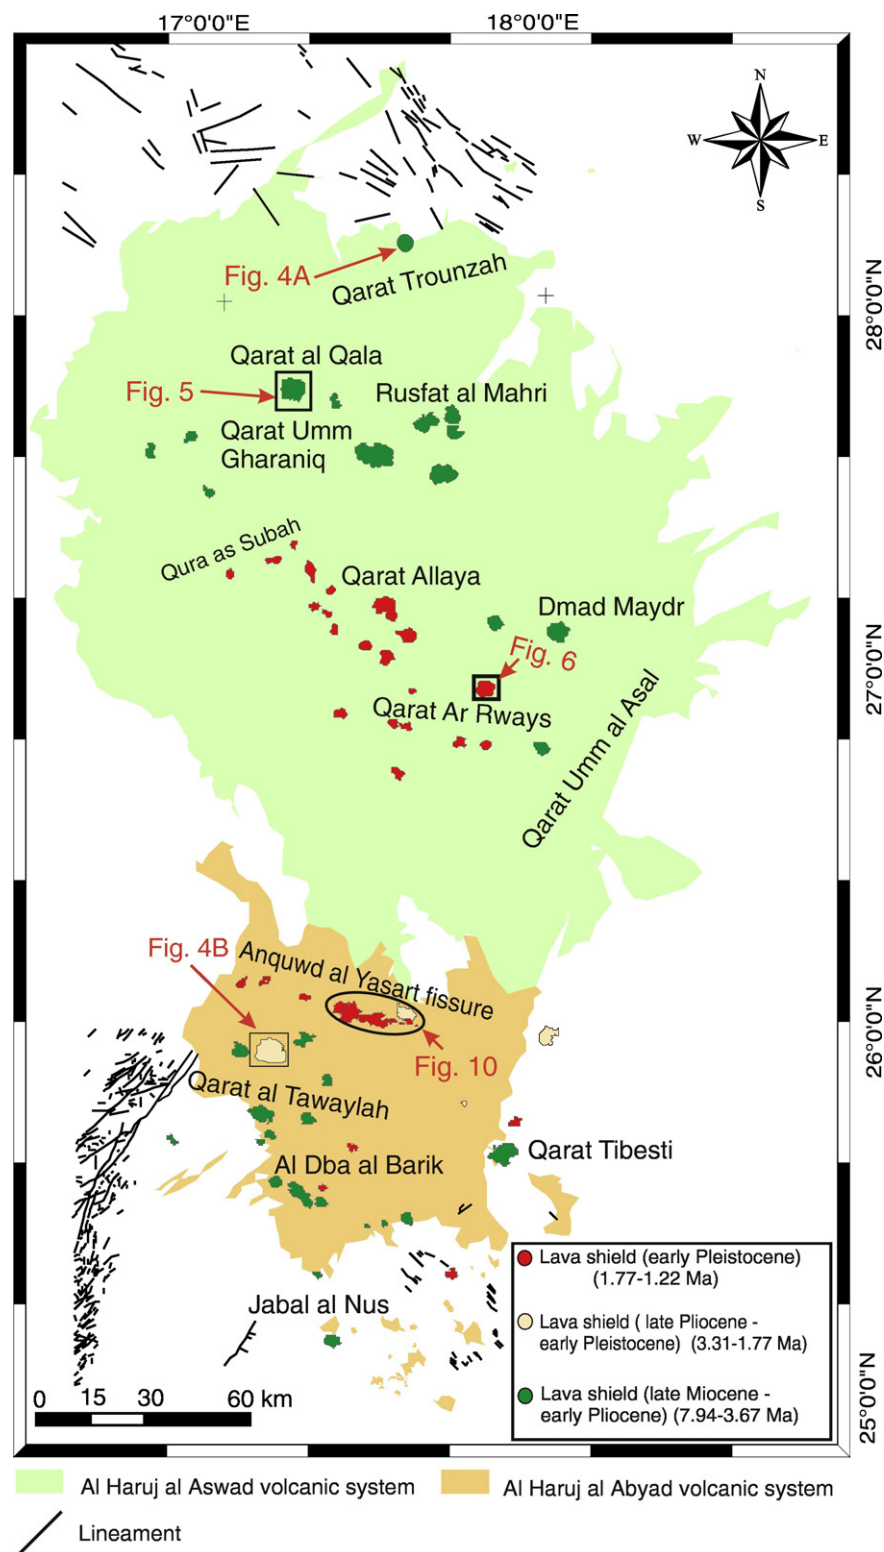 17°0'0"E
18°0'0"E
N
W
E
S
Fig. 4A
Qarat Trounzah
28°0'0"N
Qarat al Qala
Fig. 5
Rusfat al Mahri
Qarat Umm
Gharaniq
Qura as Subah
Qarat Allaya
Dmad Maydr
Fig. 6
27°0'0"N
Qarat Ar Rways
Qarat Umm al Asal
Fig. 4B
Anquwd al Yasart fissure
Fig. 10
26°0'0"N
Qarat al Tawaylah
Qarat Tibesti
Al Dba al Barik
Jabal al Nus
Lava shield (early Pleistocene)
(1.77-1.22 Ma)
Lava shield ( late Pliocene -
early Pleistocene) (3.31-1.77 Ma)
Lava shield (late Miocene -
early Pliocene) (7.94-3.67 Ma)
25°0'0"N
0 15 30 60 km
Al Haruj al Aswad volcanic system
Al Haruj al Abyad volcanic system
Lineament